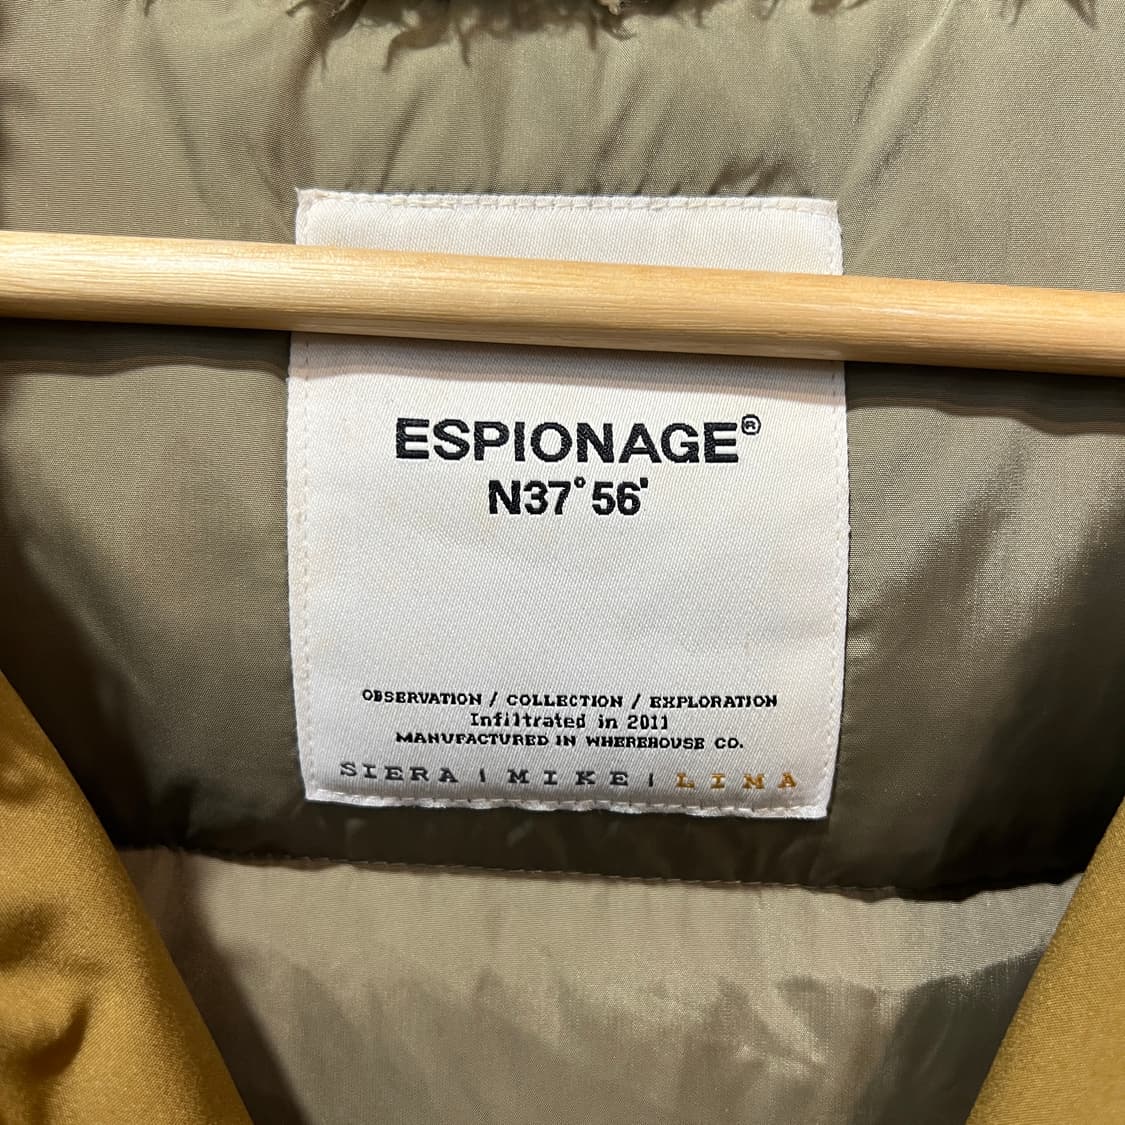 ESPIONAGE®
N37° 56'
OBSERVATION / COLLECTION / EXPLORATION
Infiltrated in 2011
MANUFACTURED IN WHEREHOUSE CO.
SIERA | MIKE | LIMA